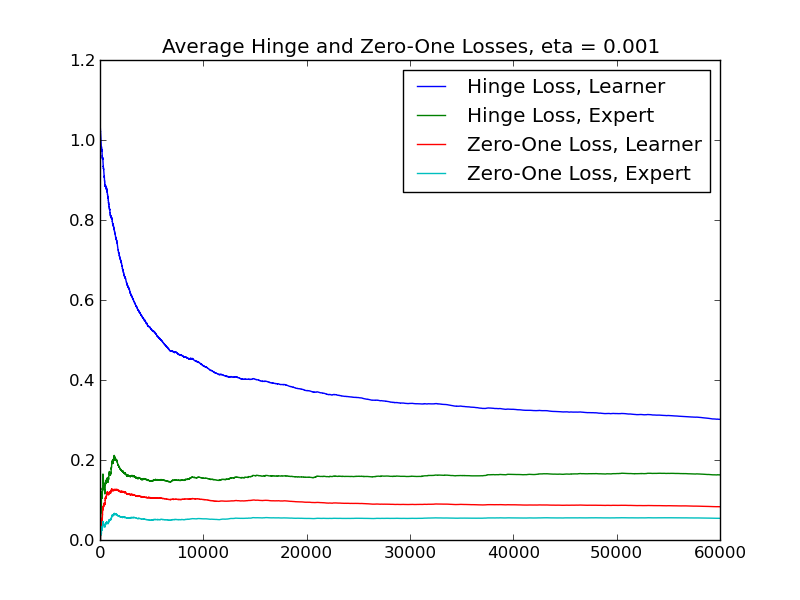 Average Hinge and Zero-One Losses, eta = 0.001
1.2
1.0
0.8
0.6
0.4
0.2
0.0
Hinge Loss, Learner
Hinge Loss, Expert
Zero-One Loss, Learner
Zero-One Loss, Expert
0 10000 20000 30000 40000 50000 60000